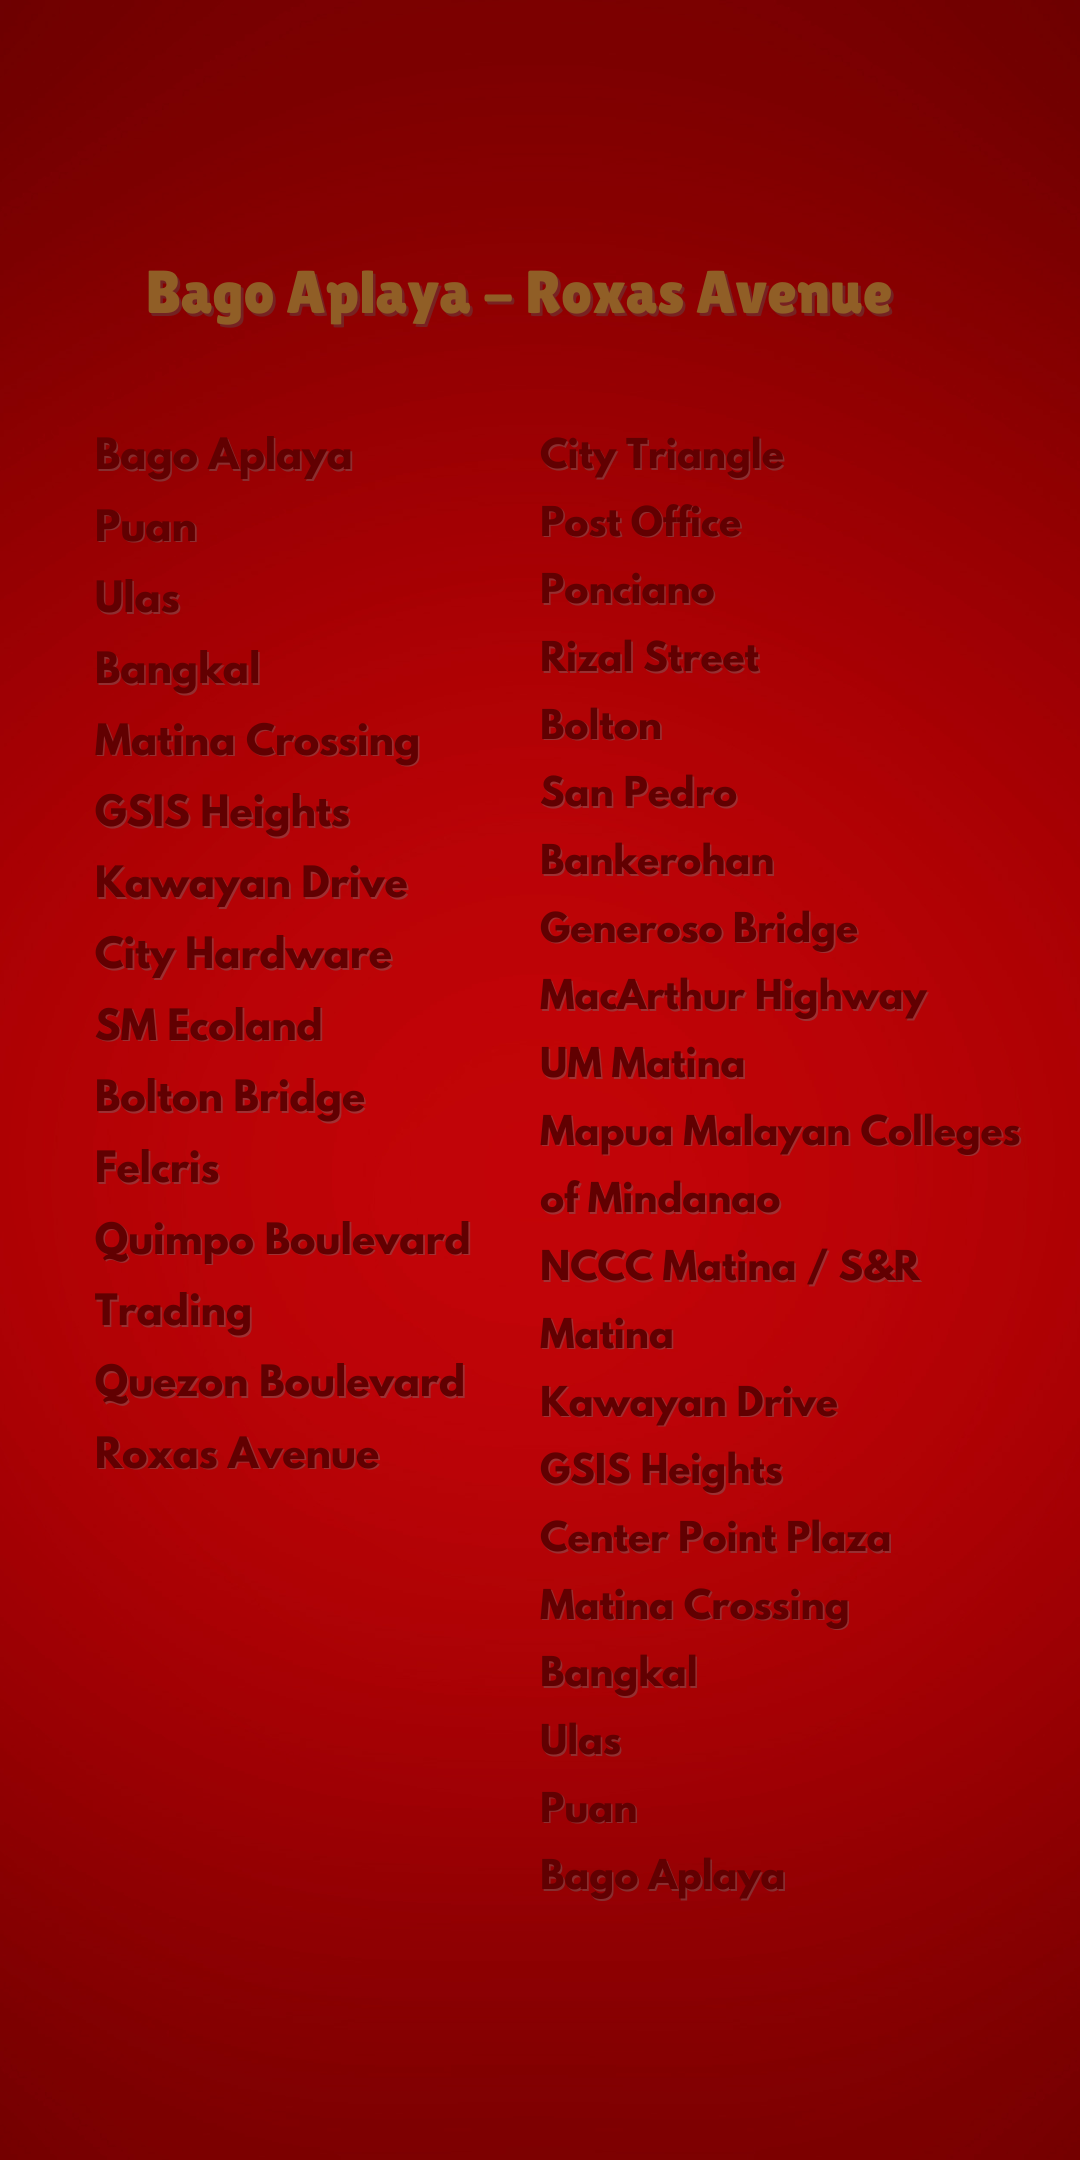 Bago Aplaya - Roxas Avenue
Bago Aplaya
Puan
Ulas
Bangkal
Matina Crossing
GSIS Heights
Kawayan Drive
City Hardware
SM Ecoland
Bolton Bridge
Felcris
Quimpo Boulevard
Trading
Quezon Boulevard
Roxas Avenue
City Triangle
Post Office
Ponciano
Rizal Street
Bolton
San Pedro
Bankerohan
Generoso Bridge
MacArthur Highway
UM Matina
Mapua Malayan Colleges
of Mindanao
NCCC Matina / S&R
Matina
Kawayan Drive
GSIS Heights
Center Point Plaza
Matina Crossing
Bangkal
Ulas
Puan
Bago Aplaya